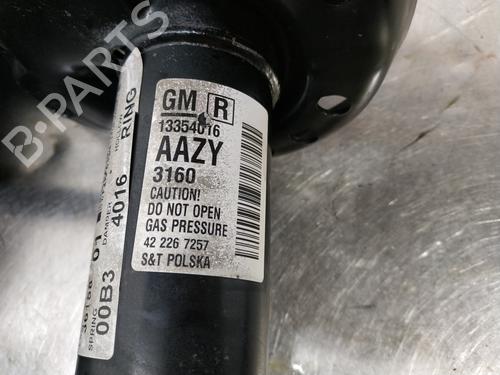 GM R
13354016
AAZY
3160
CAUTION!
DO NOT OPEN
GAS PRESSURE
42 226 7257
S&T POLSKA
RING
4016
DAMPER
01
00B3
SPRING
B-PARTS